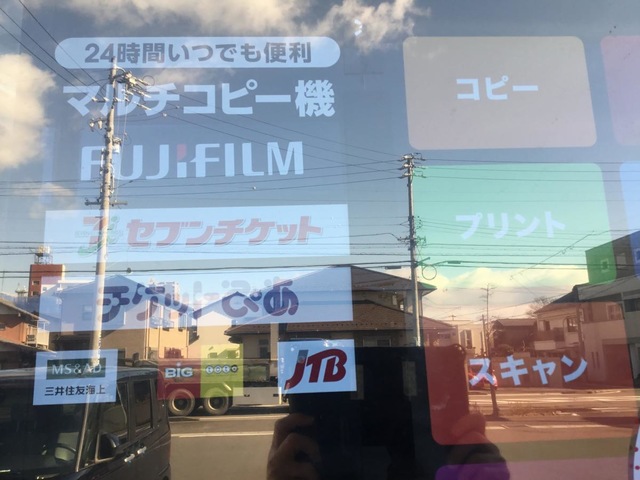 24時間いつでも便利
マルチコピー機
FUJIFILM
セブンチケット
チケットぴあ
MS&AD
三井住友海上
BIG
toto
JTB
コピー
プリント
スキャン